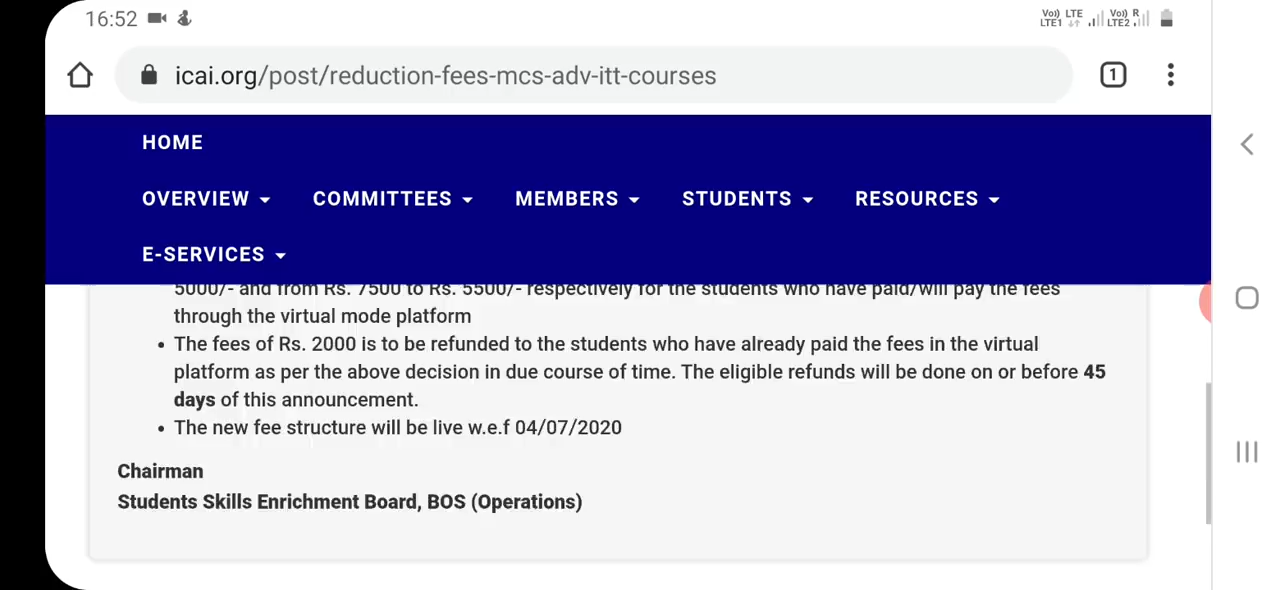 16:52
Vo)) LTE Vo)) R
LTE1 LTE2
icai.org/post/reduction-fees-mcs-adv-itt-courses
1
HOME
OVERVIEW COMMITTEES MEMBERS STUDENTS RESOURCES
E-SERVICES
5000/- and from Rs. 7500 to Rs. 5500/- respectively for the students who have paid/will pay the fees
through the virtual mode platform
• The fees of Rs. 2000 is to be refunded to the students who have already paid the fees in the virtual
platform as per the above decision in due course of time. The eligible refunds will be done on or before 45
days of this announcement.
• The new fee structure will be live w.e.f 04/07/2020
Chairman
Students Skills Enrichment Board, BOS (Operations)